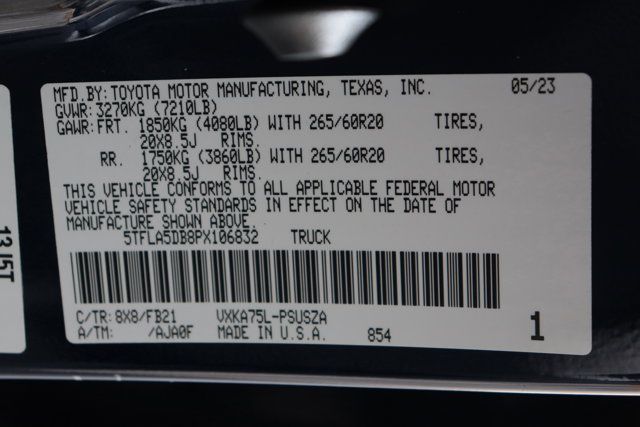 MFD.BY:TOYOTA MOTOR MANUFACTURING, TEXAS, INC. 05/23
GVWR:3270KG (7210LB)
GAWR:FRT. 1850KG (4080LB) WITH 265/60R20 TIRES,
20X8.5J RIMS.
RR. 1750KG (3860LB) WITH 265/60R20 TIRES,
20X8.5J RIMS.
THIS VEHICLE CONFORMS TO ALL APPLICABLE FEDERAL MOTOR
VEHICLE SAFETY STANDARDS IN EFFECT ON THE DATE OF
MANUFACTURE SHOWN ABOVE.
5TFLA5DB8PX106832 TRUCK
C/TR: 8X8/FB21 VXKA75L-PSUSZA
A/TM: /AJA0F MADE IN U.S.A. 854 1
13J5T